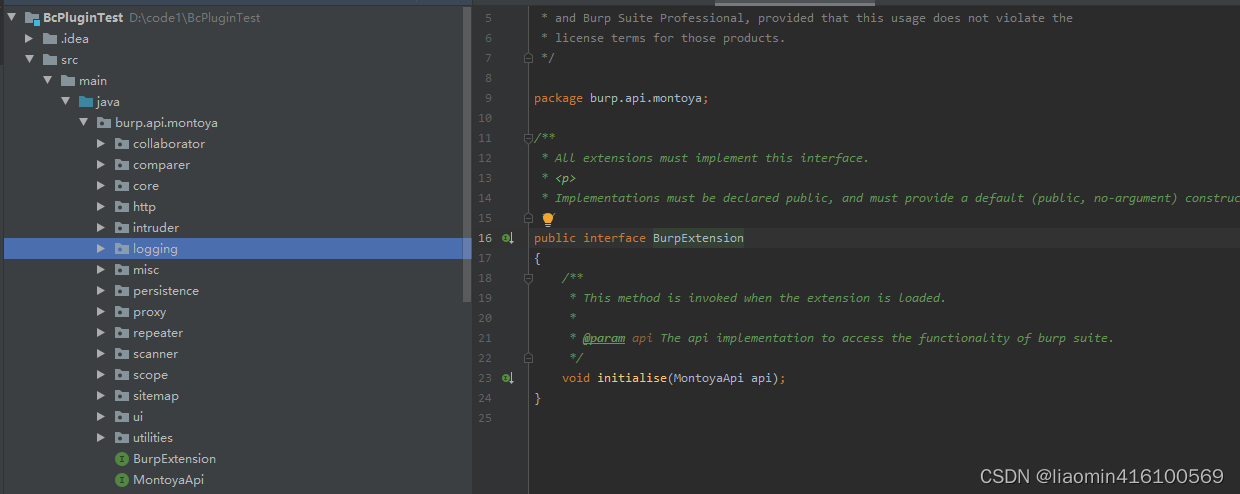 BcPluginTest D:\code1\BcPluginTest
.idea
src
main
java
burp.api.montoya
collaborator
comparer
core
http
intruder
logging
misc
persistence
proxy
repeater
scanner
scope
sitemap
ui
utilities
BurpExtension
MontoyaApi
5 * and Burp Suite Professional, provided that this usage does not violate the
6 * license terms for those products.
7 */
8
9 package burp.api.montoya;
10
11 /**
12 * All extensions must implement this interface.
13 * <p>
14 * Implementations must be declared public, and must provide a default (public, no-argument) construc
15 /
16 public interface BurpExtension
17 {
18 /**
19 * This method is invoked when the extension is loaded.
20 *
21 * @param api The api implementation to access the functionality of burp suite.
22 */
23 void initialise(MontoyaApi api);
24 }
25
CSDN @liaomin416100569